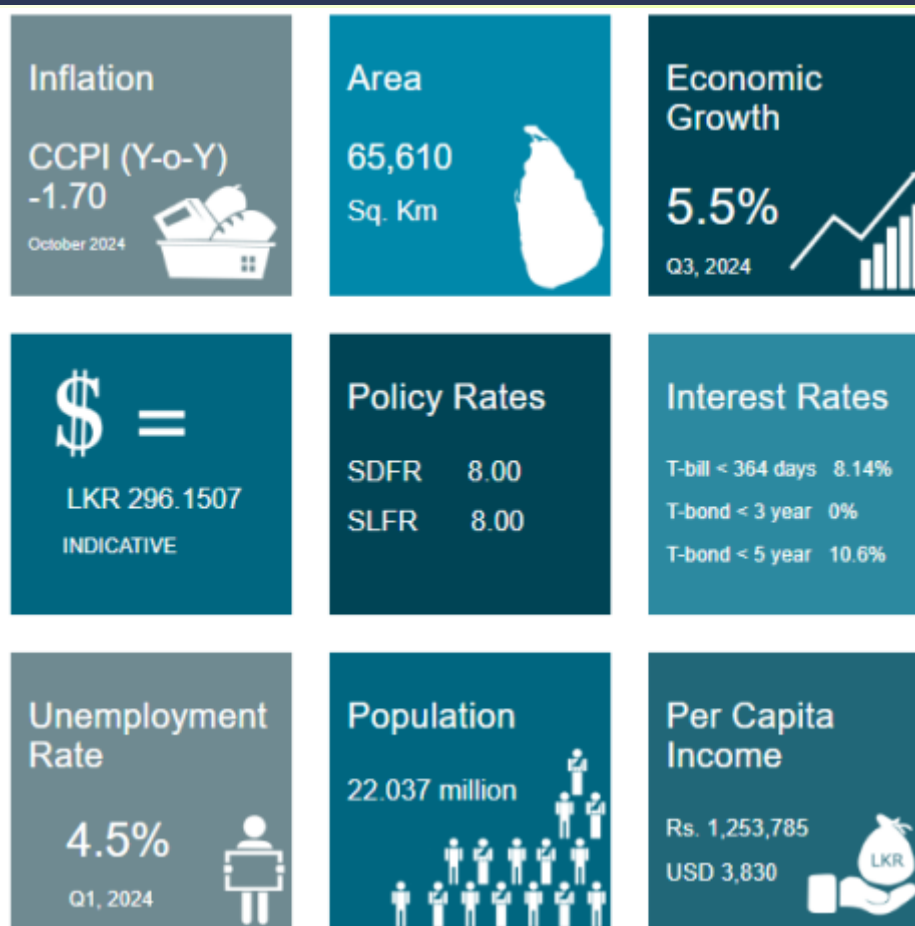 Inflation
CCPI (Y-o-Y)
-1.70
October 2024
Area
65,610
Sq. Km
Economic
Growth
5.5%
Q3, 2024
$ =
LKR 296.1507
INDICATIVE
Policy Rates
SDFR 8.00
SLFR 8.00
Interest Rates
T-bill < 364 days 8.14%
T-bond < 3 year 0%
T-bond < 5 year 10.6%
Unemployment
Rate
4.5%
Q1, 2024
Population
22.037 million
Per Capita
Income
Rs. 1,253,785
USD 3,830
LKR